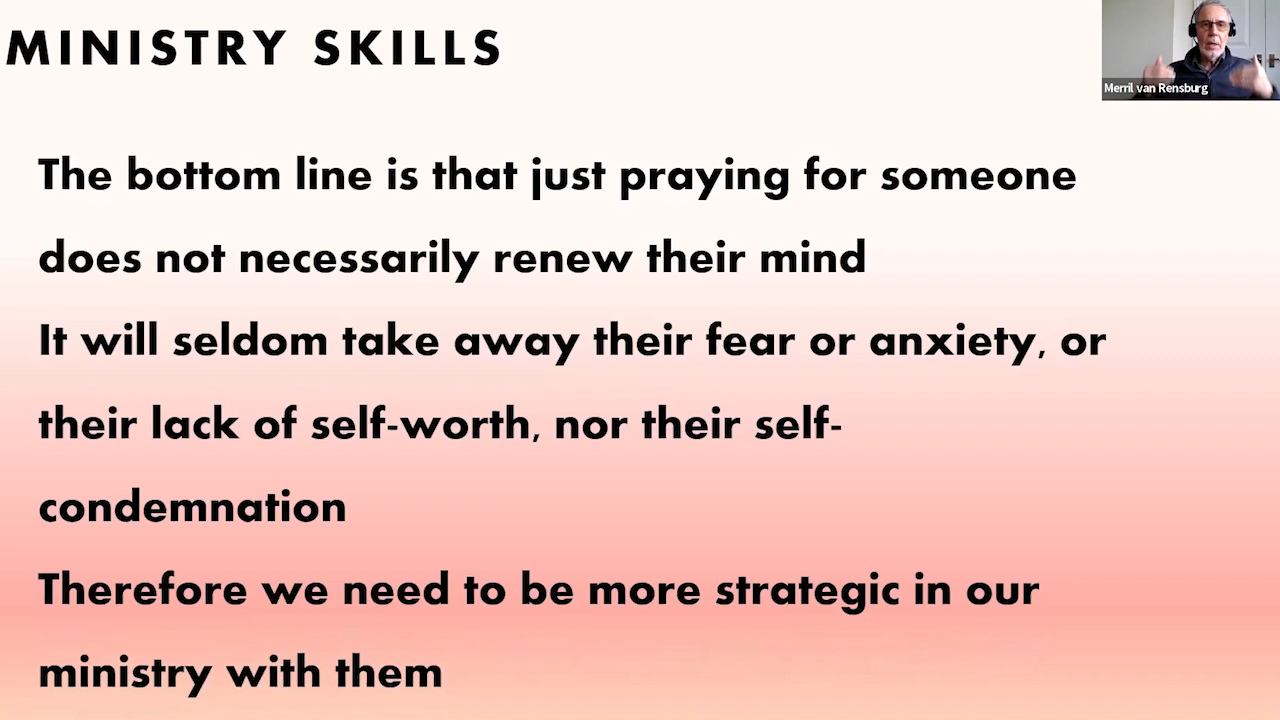 MINISTRY SKILLS
Merril van Rensburg
The bottom line is that just praying for someone
does not necessarily renew their mind
It will seldom take away their fear or anxiety, or
their lack of self-worth, nor their self-
condemnation
Therefore we need to be more strategic in our
ministry with them